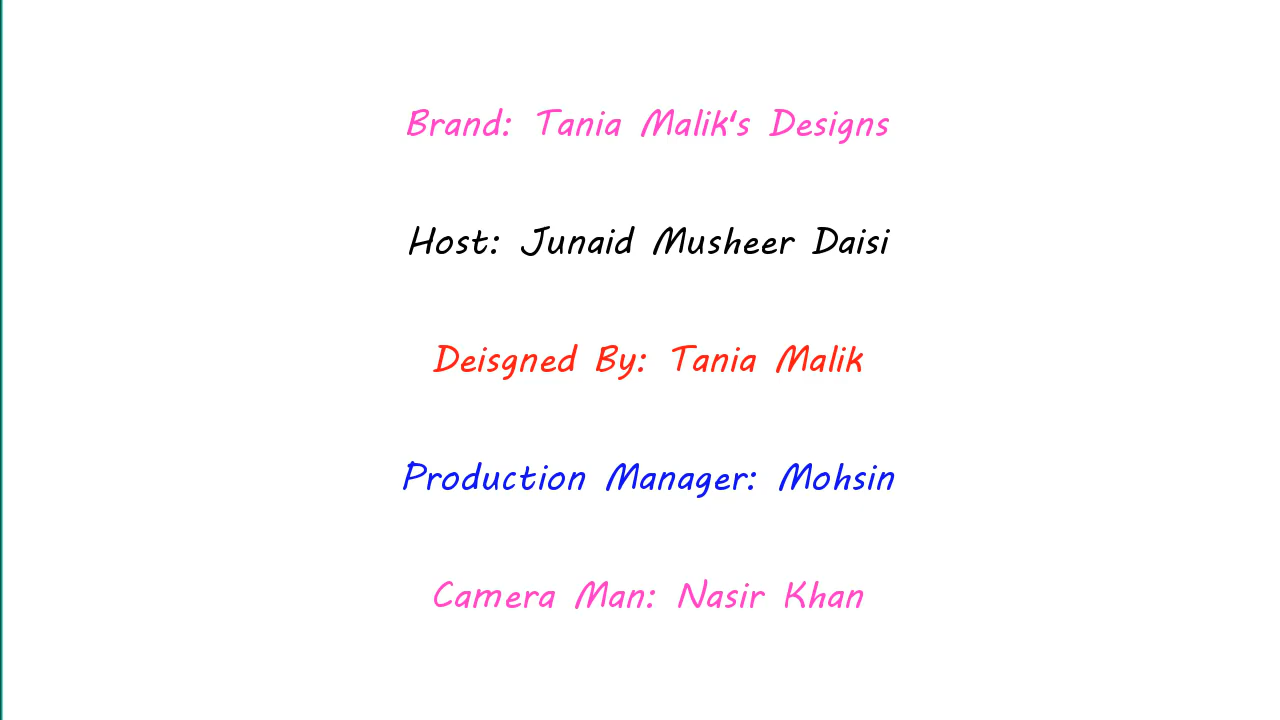 Brand: Tania Malik's Designs
Host: Junaid Musheer Daisi
Deisgned By: Tania Malik
Production Manager: Mohsin
Camera Man: Nasir Khan